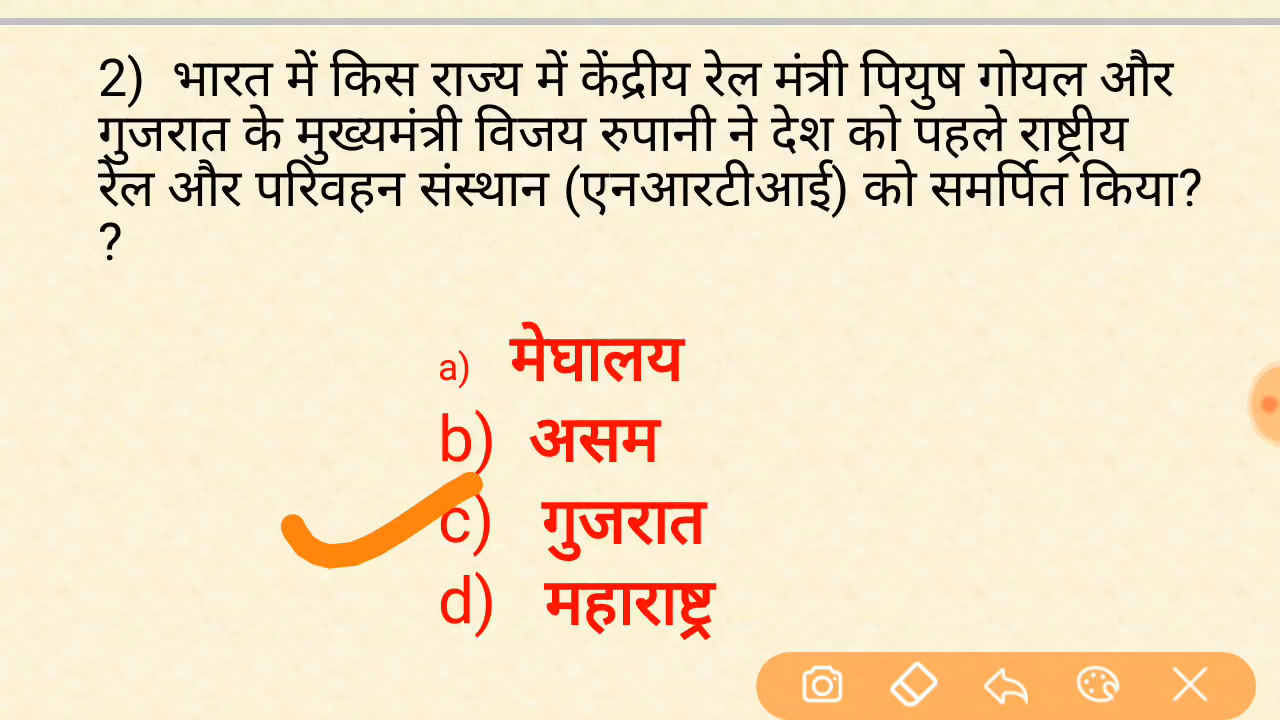 2) भारत में किस राज्य में केंद्रीय रेल मंत्री पियुष गोयल और
गुजरात के मुख्यमंत्री विजय रुपानी ने देश को पहले राष्ट्रीय
रेल और परिवहन संस्थान (एनआरटीआई) को समर्पित किया?
?
a) मेघालय
b) असम
c) गुजरात
d) महाराष्ट्र